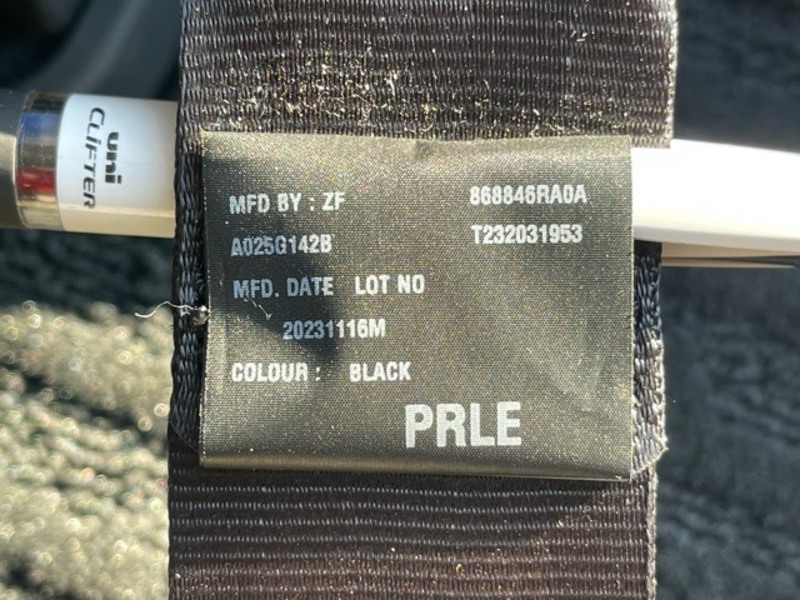 uni
CLIFTER
MFD BY : ZF 868846RA0A
A025G142B T232031953
MFD. DATE LOT NO
20231116M
COLOUR : BLACK
PRLE